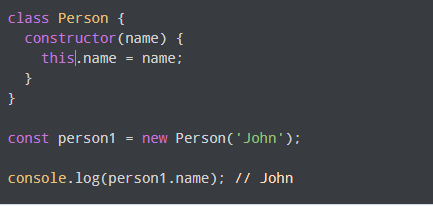 class Person {
  constructor(name) {
    this.name = name;
  }
}

const person1 = new Person('John');

console.log(person1.name); // John